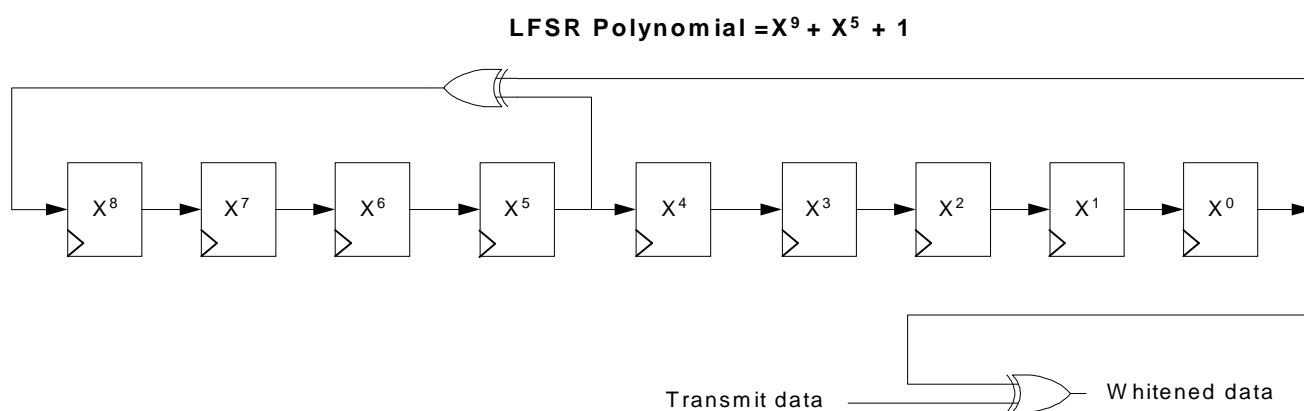 LFSR Polynomial =X⁹ + X⁵ + 1
X⁸ X⁷ X⁶ X⁵ X⁴ X³ X² X¹ X⁰
Transmit data
Whitened data